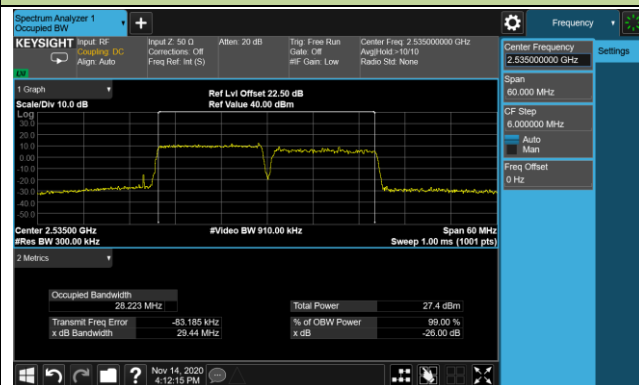 Spectrum Analyzer 1
Occupied BW
Frequency
KEYSIGHT
Input: RF
Coupling: DC
Align: Auto
Input Z: 50 Ω
Corrections: Off
Freq Ref: Int (S)
Atten: 20 dB
Trig: Free Run
Gate: Off
#IF Gain: Low
Center Freq: 2.535000000 GHz
Avg|Hold:>10/10
Radio Std: None
Center Frequency
2.535000000 GHz
Settings
Span
60.000 MHz
CF Step
6.000000 MHz
Auto
Man
Freq Offset
0 Hz
1 Graph
Scale/Div 10.0 dB
Ref Lvl Offset 22.50 dB
Ref Value 40.00 dBm
Log
30.0
20.0
10.0
0.00
-10.0
-20.0
-30.0
-40.0
-50.0
Center 2.53500 GHz
#Res BW 300.00 kHz
#Video BW 910.00 kHz
Span 60 MHz
Sweep 1.00 ms (1001 pts)
2 Metrics
Occupied Bandwidth
28.223 MHz
Total Power 27.4 dBm
Transmit Freq Error -83.185 kHz
% of OBW Power 99.00 %
x dB Bandwidth 29.44 MHz
x dB -26.00 dB
?
Nov 14, 2020
4:12:15 PM